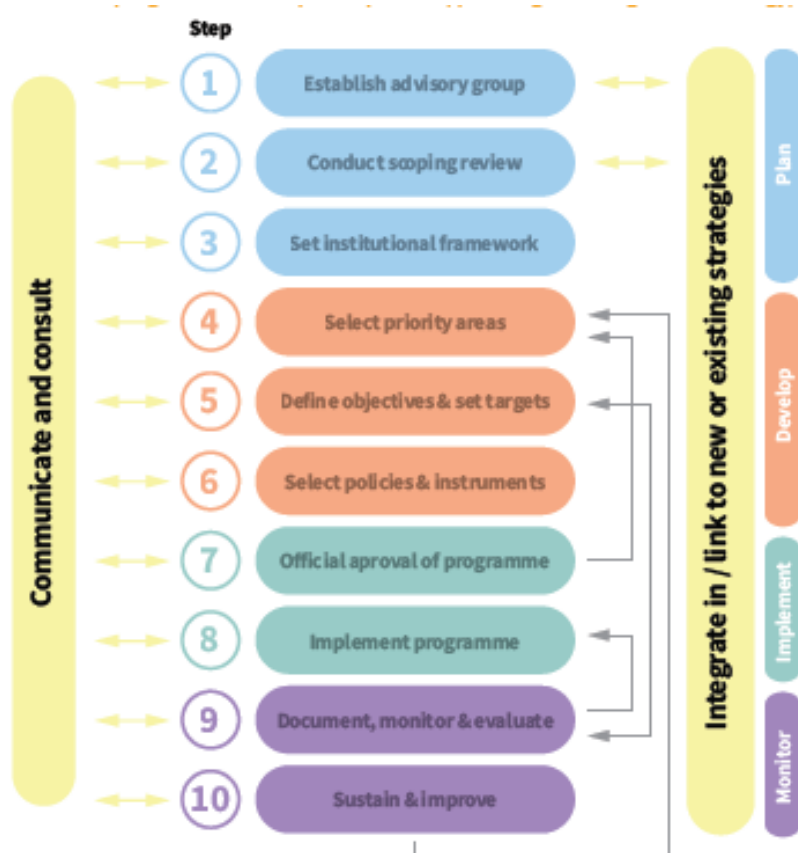 Step
1 Establish advisory group
2 Conduct scoping review
3 Set institutional framework
4 Select priority areas
5 Define objectives & set targets
6 Select policies & instruments
7 Official aproval of programme
8 Implement programme
9 Document, monitor & evaluate
10 Sustain & improve
Communicate and consult
Integrate in / link to new or existing strategies
Plan
Develop
Implement
Monitor